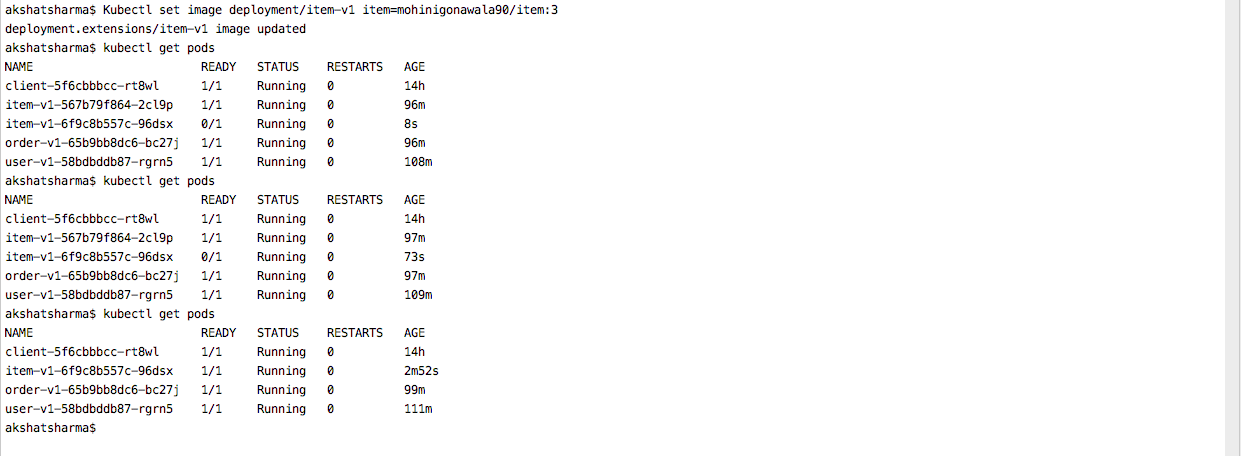 akshatsharma$ Kubectl set image deployment/item-v1 item=mohinigonawala90/item:3
deployment.extensions/item-v1 image updated
akshatsharma$ kubectl get pods
NAME READY STATUS RESTARTS AGE
client-5f6cbbbcc-rt8wl 1/1 Running 0 14h
item-v1-567b79f864-2cl9p 1/1 Running 0 96m
item-v1-6f9c8b557c-96dsx 0/1 Running 0 8s
order-v1-65b9bb8dc6-bc27j 1/1 Running 0 96m
user-v1-58bdbddb87-rgrn5 1/1 Running 0 108m
akshatsharma$ kubectl get pods
NAME READY STATUS RESTARTS AGE
client-5f6cbbbcc-rt8wl 1/1 Running 0 14h
item-v1-567b79f864-2cl9p 1/1 Running 0 97m
item-v1-6f9c8b557c-96dsx 0/1 Running 0 73s
order-v1-65b9bb8dc6-bc27j 1/1 Running 0 97m
user-v1-58bdbddb87-rgrn5 1/1 Running 0 109m
akshatsharma$ kubectl get pods
NAME READY STATUS RESTARTS AGE
client-5f6cbbbcc-rt8wl 1/1 Running 0 14h
item-v1-6f9c8b557c-96dsx 1/1 Running 0 2m52s
order-v1-65b9bb8dc6-bc27j 1/1 Running 0 99m
user-v1-58bdbddb87-rgrn5 1/1 Running 0 111m
akshatsharma$